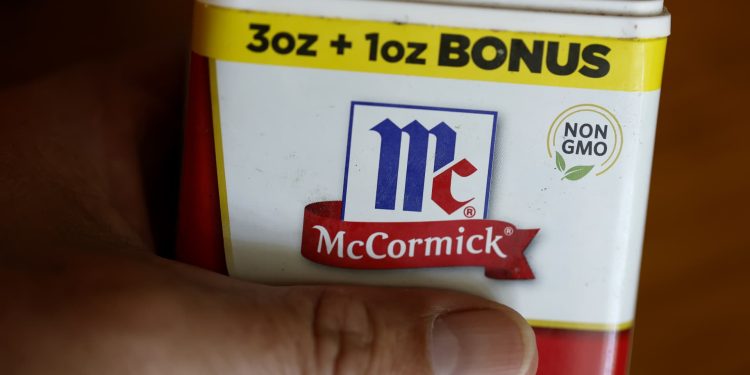 3oz + 1oz BONUS
Mc
®
NON
GMO
McCormick®